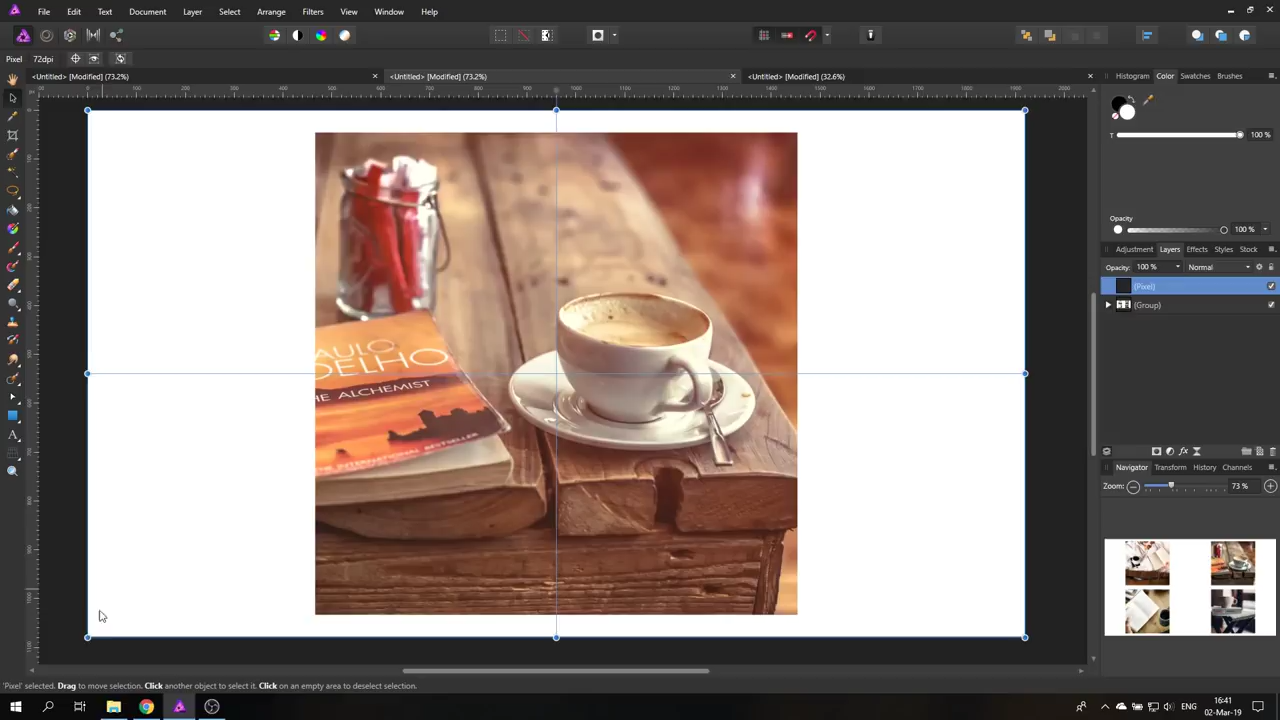 File Edit Text Document Layer Select Arrange Filters View Window Help
Pixel 72dpi
<Untitled> [Modified] (73.2%) <Untitled> [Modified] (73.2%) <Untitled> [Modified] (32.6%)
Histogram Color Swatches Brushes
T 100 %
Opacity
100 %
Adjustment Layers Effects Styles Stock
Opacity: 100 % Normal
(Pixel)
(Group)
AULO
OELHO
HE ALCHEMIST
THE INTERNATIONAL BESTSELLER
Navigator Transform History Channels
Zoom: 73 %
'Pixel' selected. Drag to move selection. Click another object to select it. Click on an empty area to deselect selection.
16:41
02-Mar-19